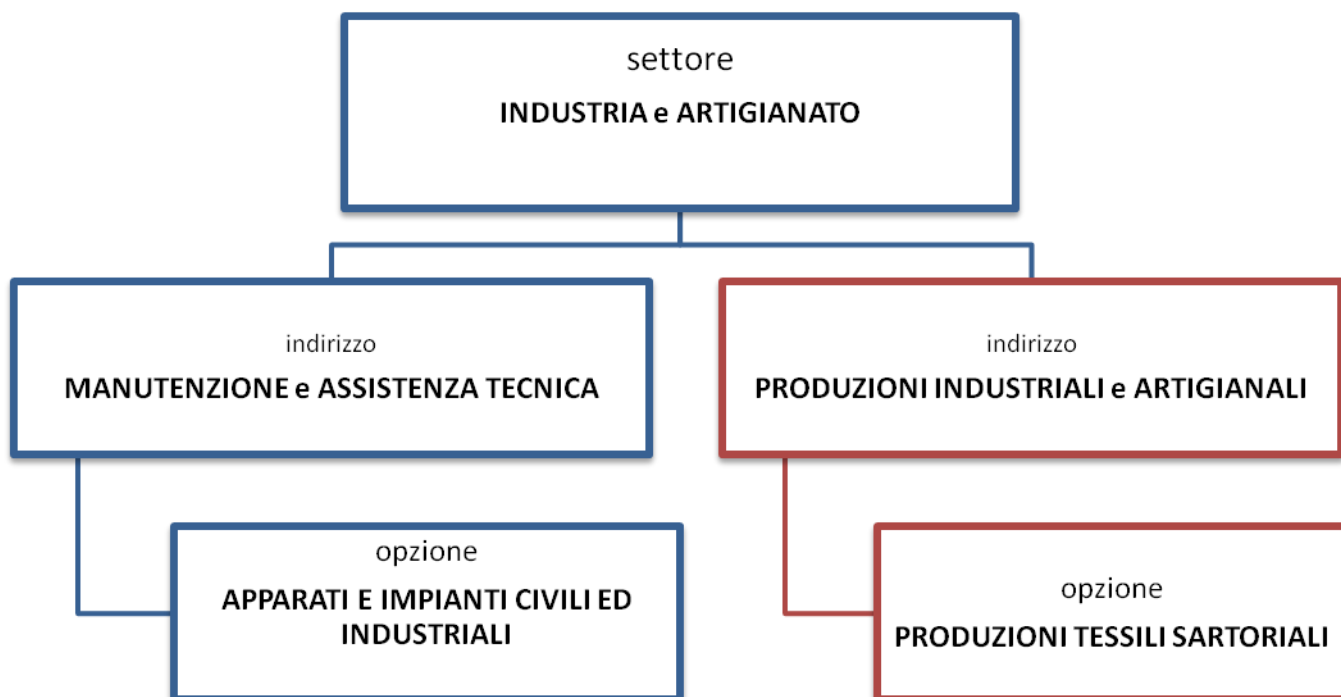 settore
INDUSTRIA e ARTIGIANATO
indirizzo
MANUTENZIONE e ASSISTENZA TECNICA
indirizzo
PRODUZIONI INDUSTRIALI e ARTIGIANALI
opzione
APPARATI E IMPIANTI CIVILI ED
INDUSTRIALI
opzione
PRODUZIONI TESSILI SARTORIALI